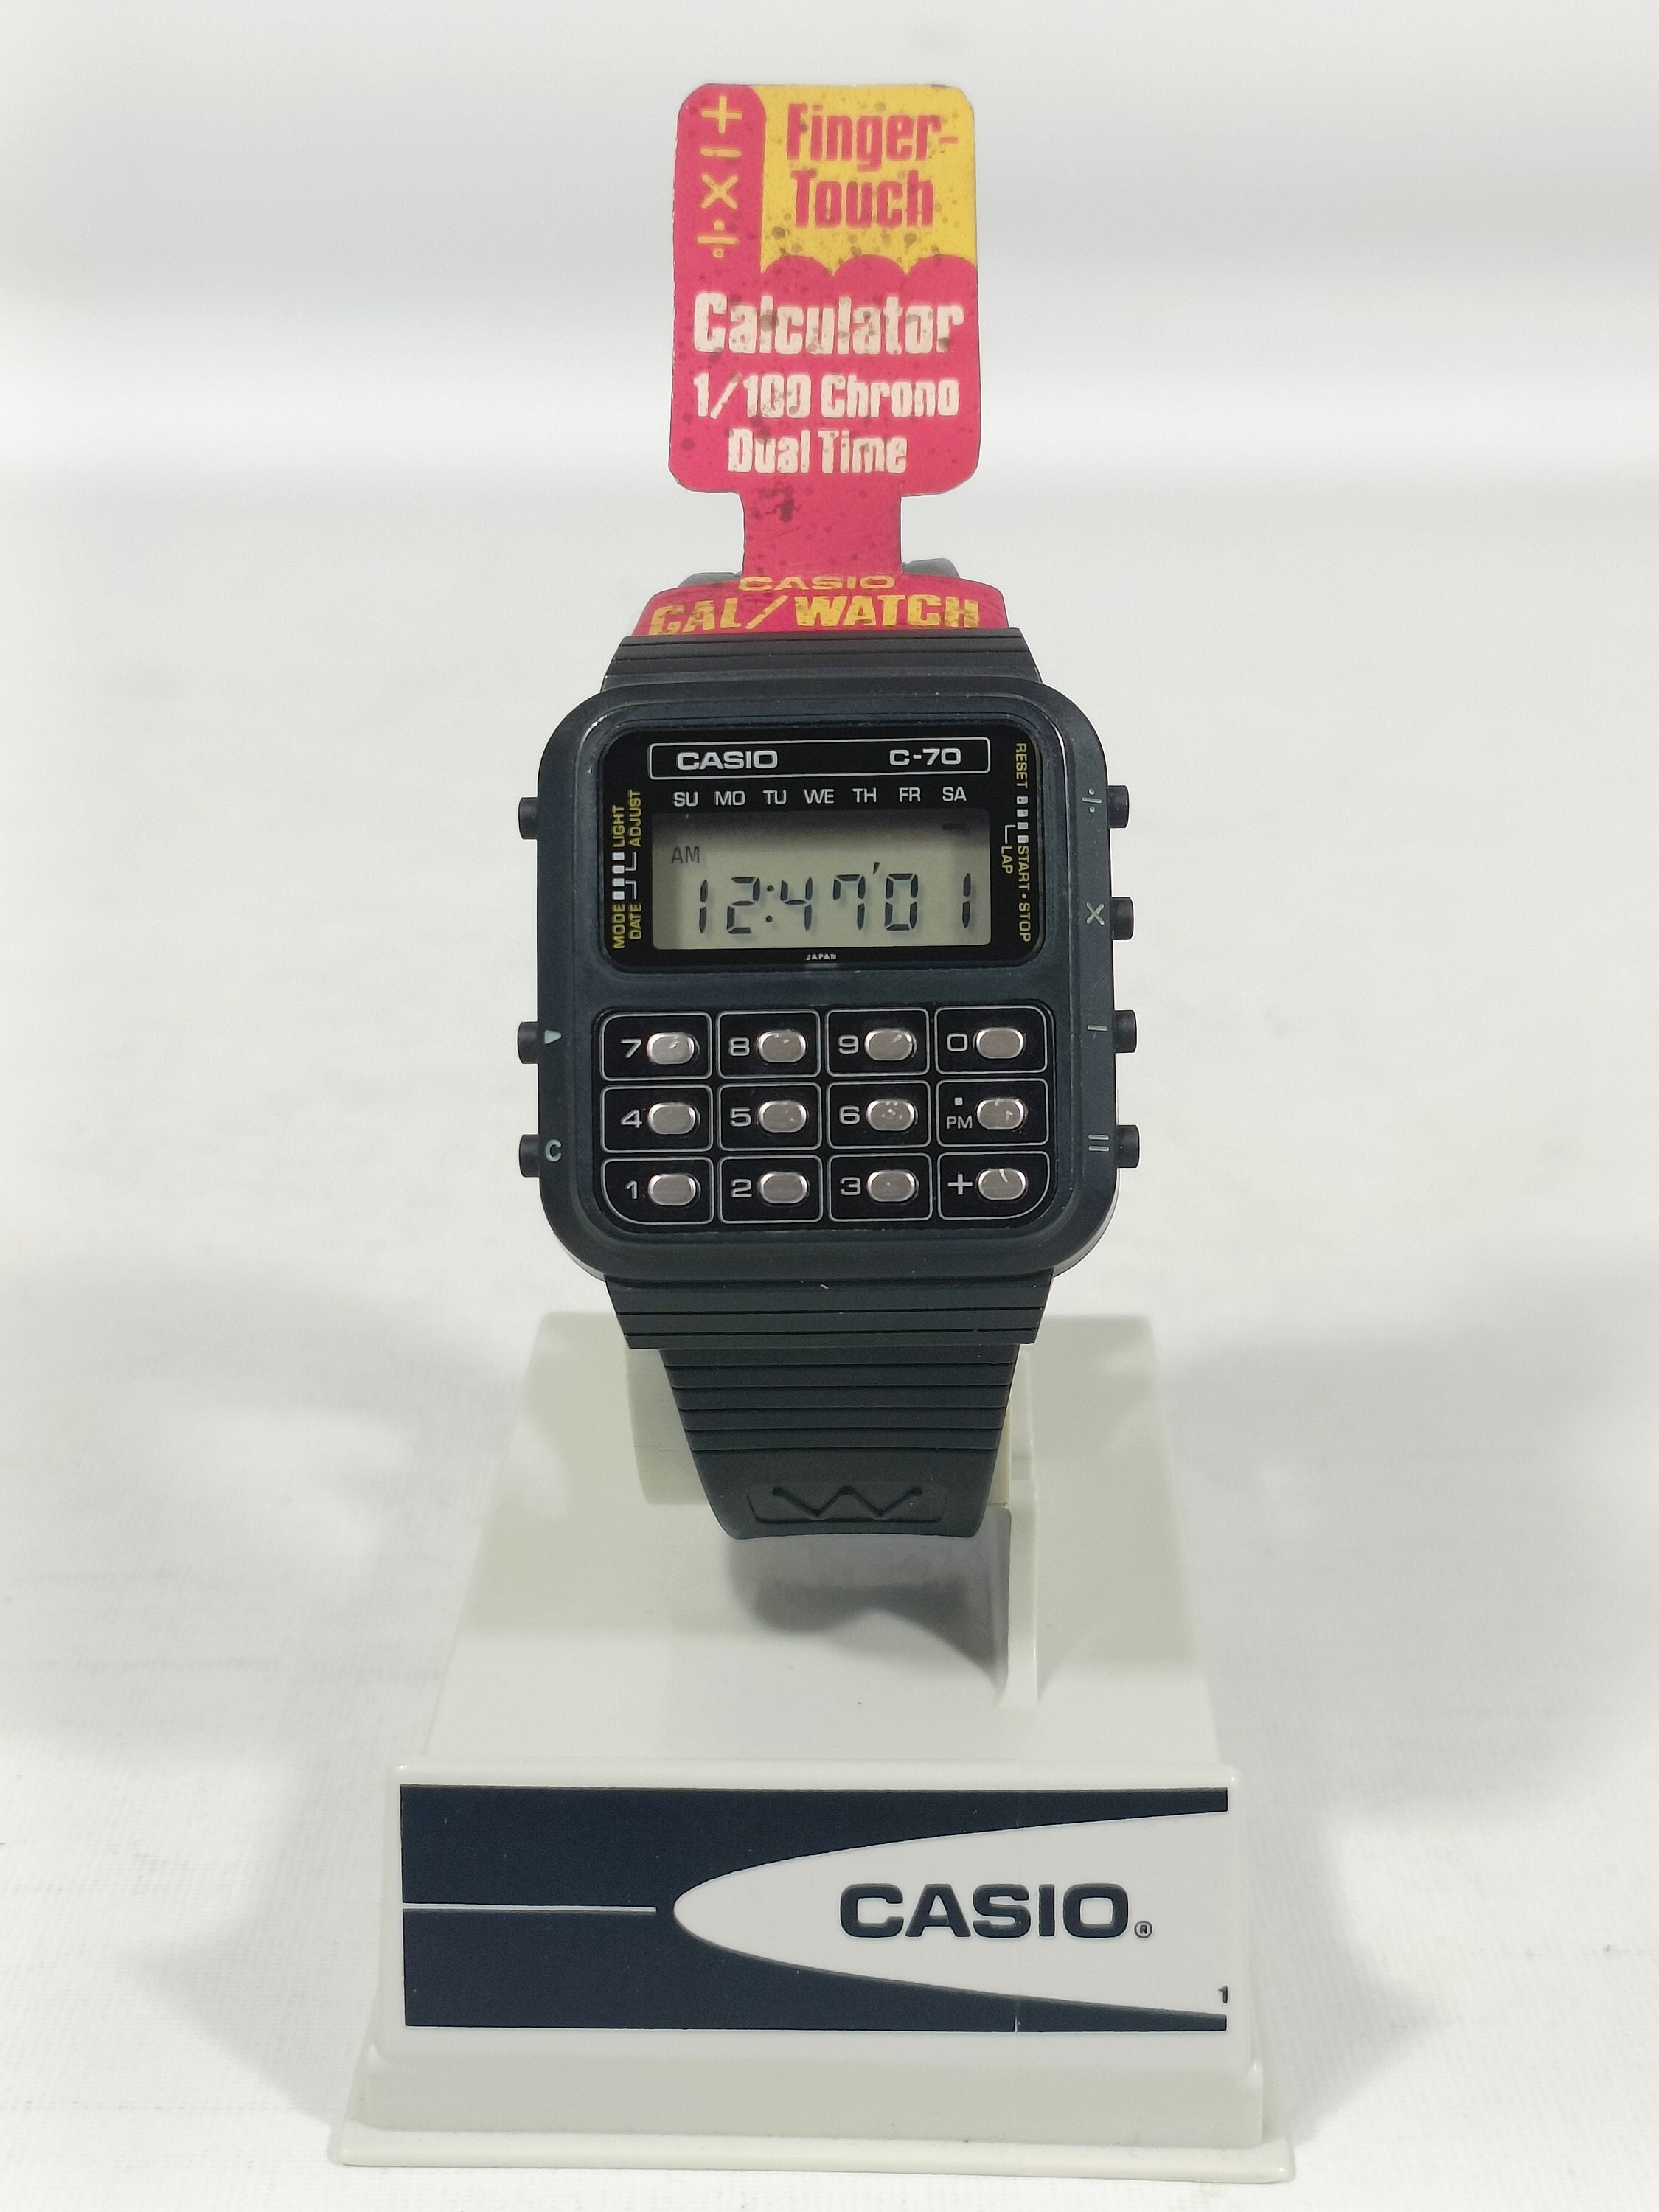 +
−
×
÷
Finger-
Touch
Calculator
1/100 Chrono
Dual Time
CASIO
CAL/WATCH
CASIO C-70
SU MO TU WE TH FR SA
MODE LIGHT
DATE ADJUST
RESET START・STOP
LAP
AM
12:47'01
JAPAN
÷
×
−
=
C
7 8 9 0
4 5 6 . PM
1 2 3 +
CASIO®
1